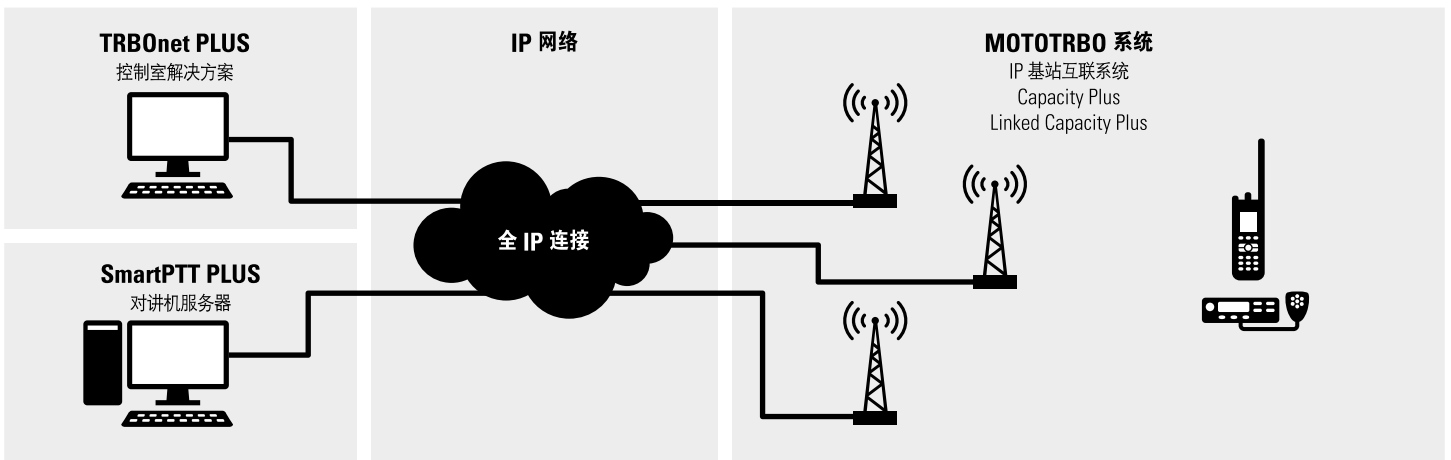 TRBOnet PLUS
控制室解决方案
SmartPTT PLUS
对讲机服务器
IP 网络
全 IP 连接
MOTOTRBO 系统
IP 基站互联系统
Capacity Plus
Linked Capacity Plus